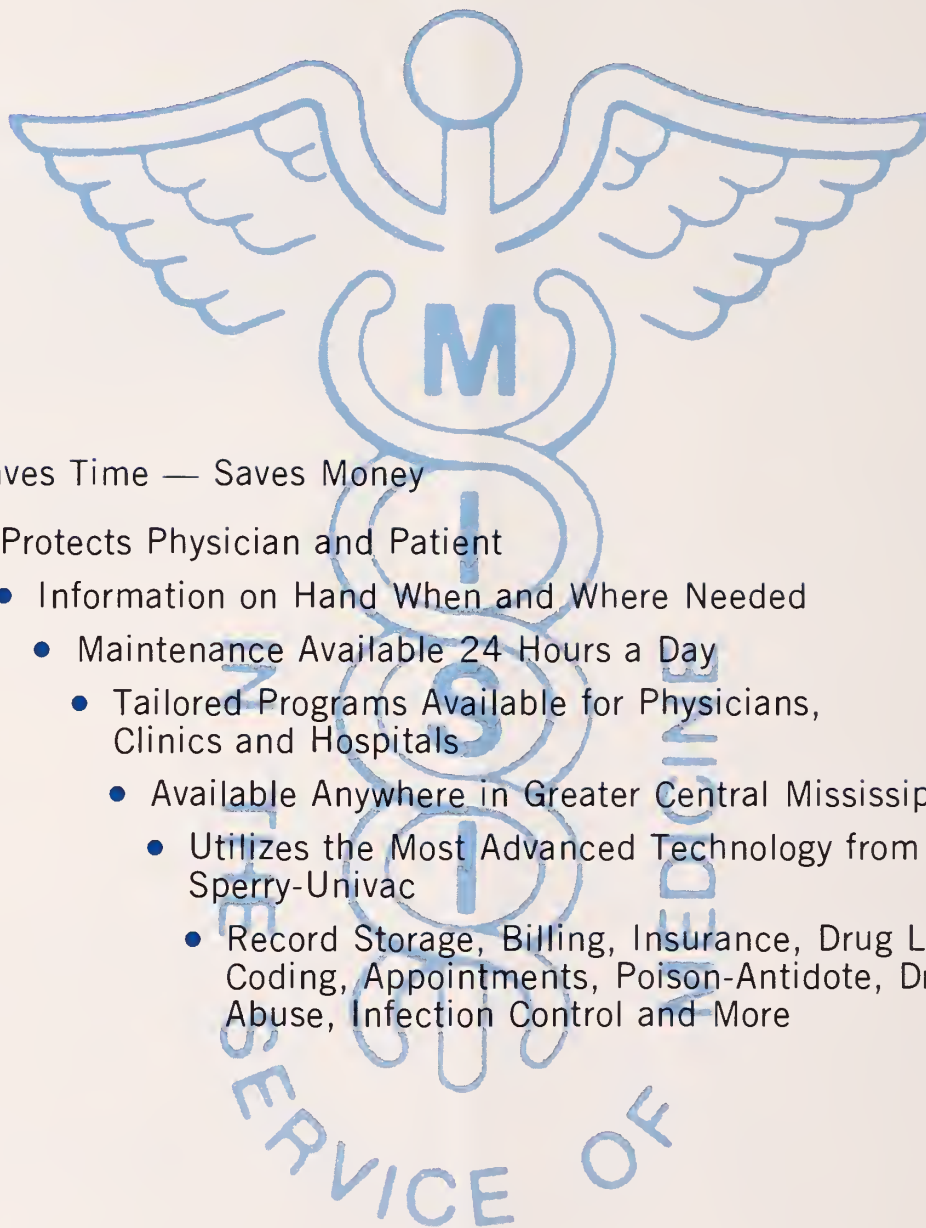 ves Time — Saves Money
Protects Physician and Patient
• Information on Hand When and Where Needed
• Maintenance Available 24 Hours a Day
• Tailored Programs Available for Physicians,
Clinics and Hospitals
• Available Anywhere in Greater Central Mississip
• Utilizes the Most Advanced Technology from
Sperry-Univac
• Record Storage, Billing, Insurance, Drug L
Coding, Appointments, Poison-Antidote, Dr
Abuse, Infection Control and More
M
I
S
I
IN THE SERVICE OF MEDICINE